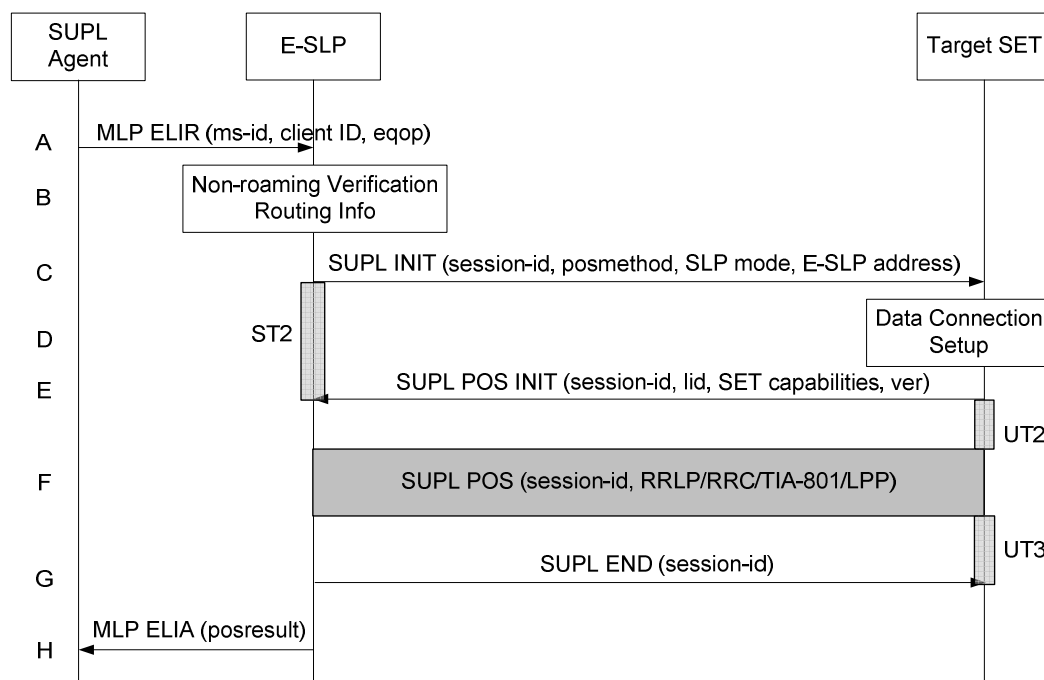 SUPL
Agent
E-SLP
Target SET
A
MLP ELIR (ms-id, client ID, eqop)
B
Non-roaming Verification
Routing Info
C
SUPL INIT (session-id, posmethod, SLP mode, E-SLP address)
D
ST2
Data Connection
Setup
E
SUPL POS INIT (session-id, lid, SET capabilities, ver)
UT2
F
SUPL POS (session-id, RRLP/RRC/TIA-801/LPP)
UT3
G
SUPL END (session-id)
H
MLP ELIA (posresult)